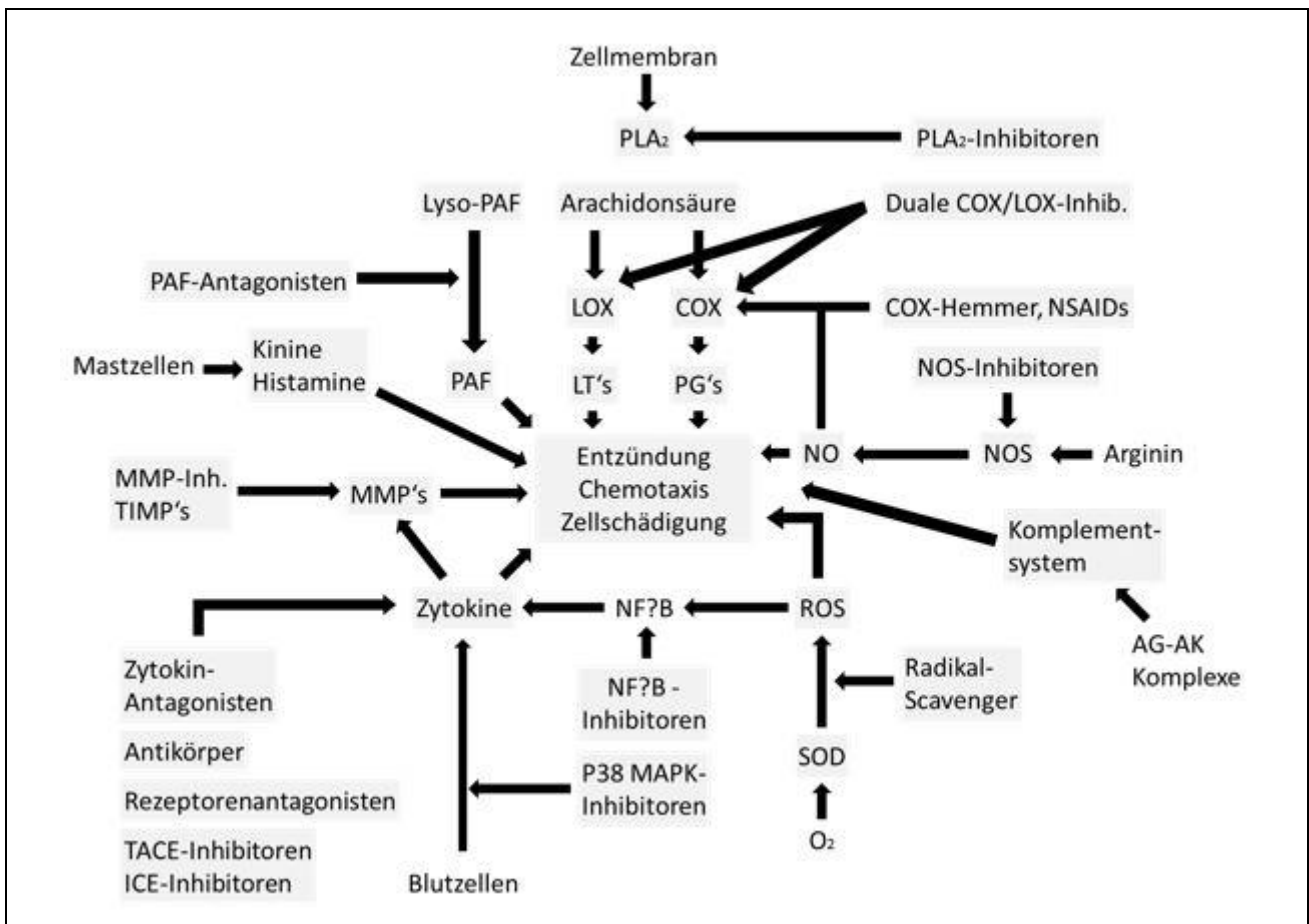 Zellmembran
PLA₂
PLA₂-Inhibitoren
Lyso-PAF
Arachidonsäure
Duale COX/LOX-Inhib.
PAF-Antagonisten
LOX
COX
COX-Hemmer, NSAIDs
Mastzellen
Kinine
Histamine
PAF
LT‘s
PG‘s
NOS-Inhibitoren
Entzündung
Chemotaxis
Zellschädigung
NO
NOS
Arginin
MMP-Inh.
TIMP‘s
MMP‘s
Komplement-
system
Zytokine
NF?B
ROS
AG-AK
Komplexe
Zytokin-
Antagonisten
NF?B -
Inhibitoren
Radikal-
Scavenger
Antikörper
SOD
P38 MAPK-
Inhibitoren
Rezeptorenantagonisten
O₂
TACE-Inhibitoren
ICE-Inhibitoren
Blutzellen